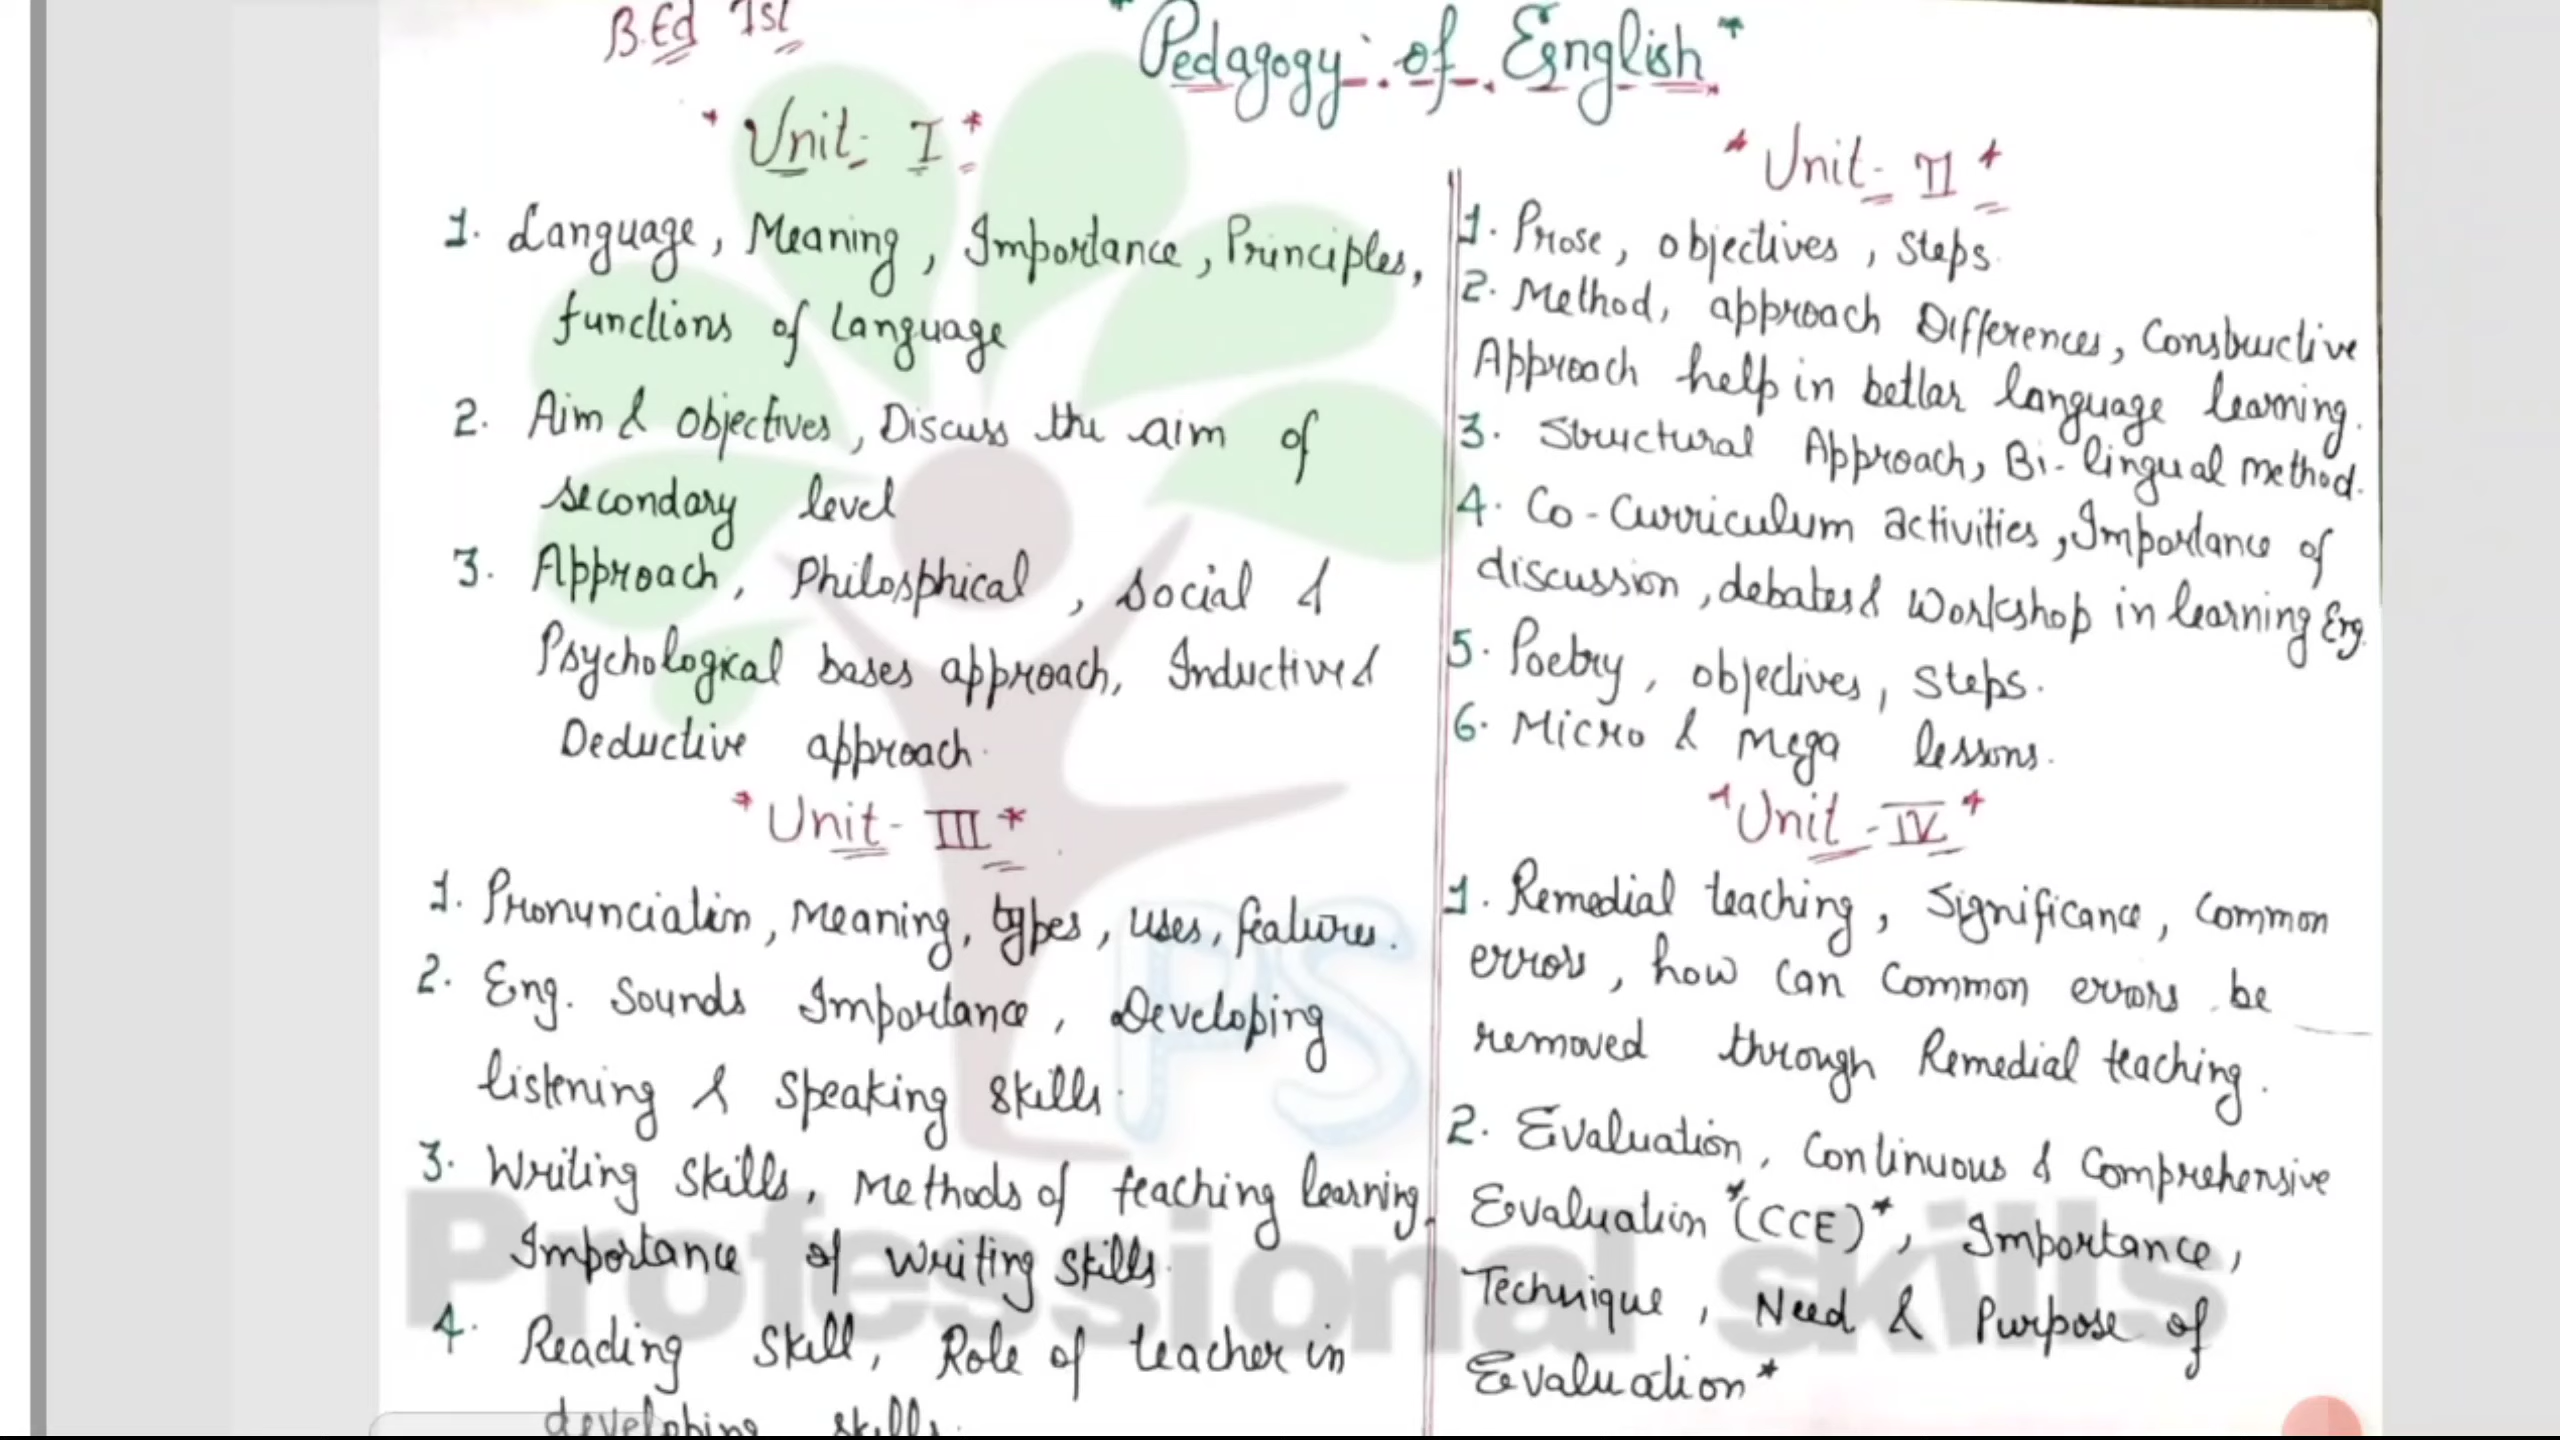 B.Ed 1st
* Pedagogy of English *
* Unit - I *
1. Language, Meaning, Importance, Principles,
functions of language
2. Aim & Objectives, Discuss the aim of
secondary level
3. Approach, Philosphical, social &
Psychological bases approach, Inductive &
Deductive approach.
* Unit - II *
1. Prose, objectives, steps.
2. Method, approach Differences, Constructive
Approach help in bettar language learning.
3. Structural Approach, Bi-lingual method.
4. Co-Curriculum activities, Importance of
discussion, debates & Workshop in learning Eng.
5. Poetry, objectives, steps.
6. Micro & Mega lessons.
* Unit - III *
1. Pronunciation, Meaning, types, uses, features.
2. Eng. Sounds Importance, Developing
listening & Speaking skills.
3. Writing Skills, Methods of teaching learning,
Importance of writing skills.
4. Reading Skill, Role of teacher in
developing skills.
* Unit - IV *
1. Remedial teaching, Significance, Common
errors, how can Common errors be
removed through Remedial teaching.
2. Evaluation, Continuous & Comprehensive
Evaluation *(CCE)*, Importance,
Technique, Need & Purpose of
Evaluation*
PS
Professional skills